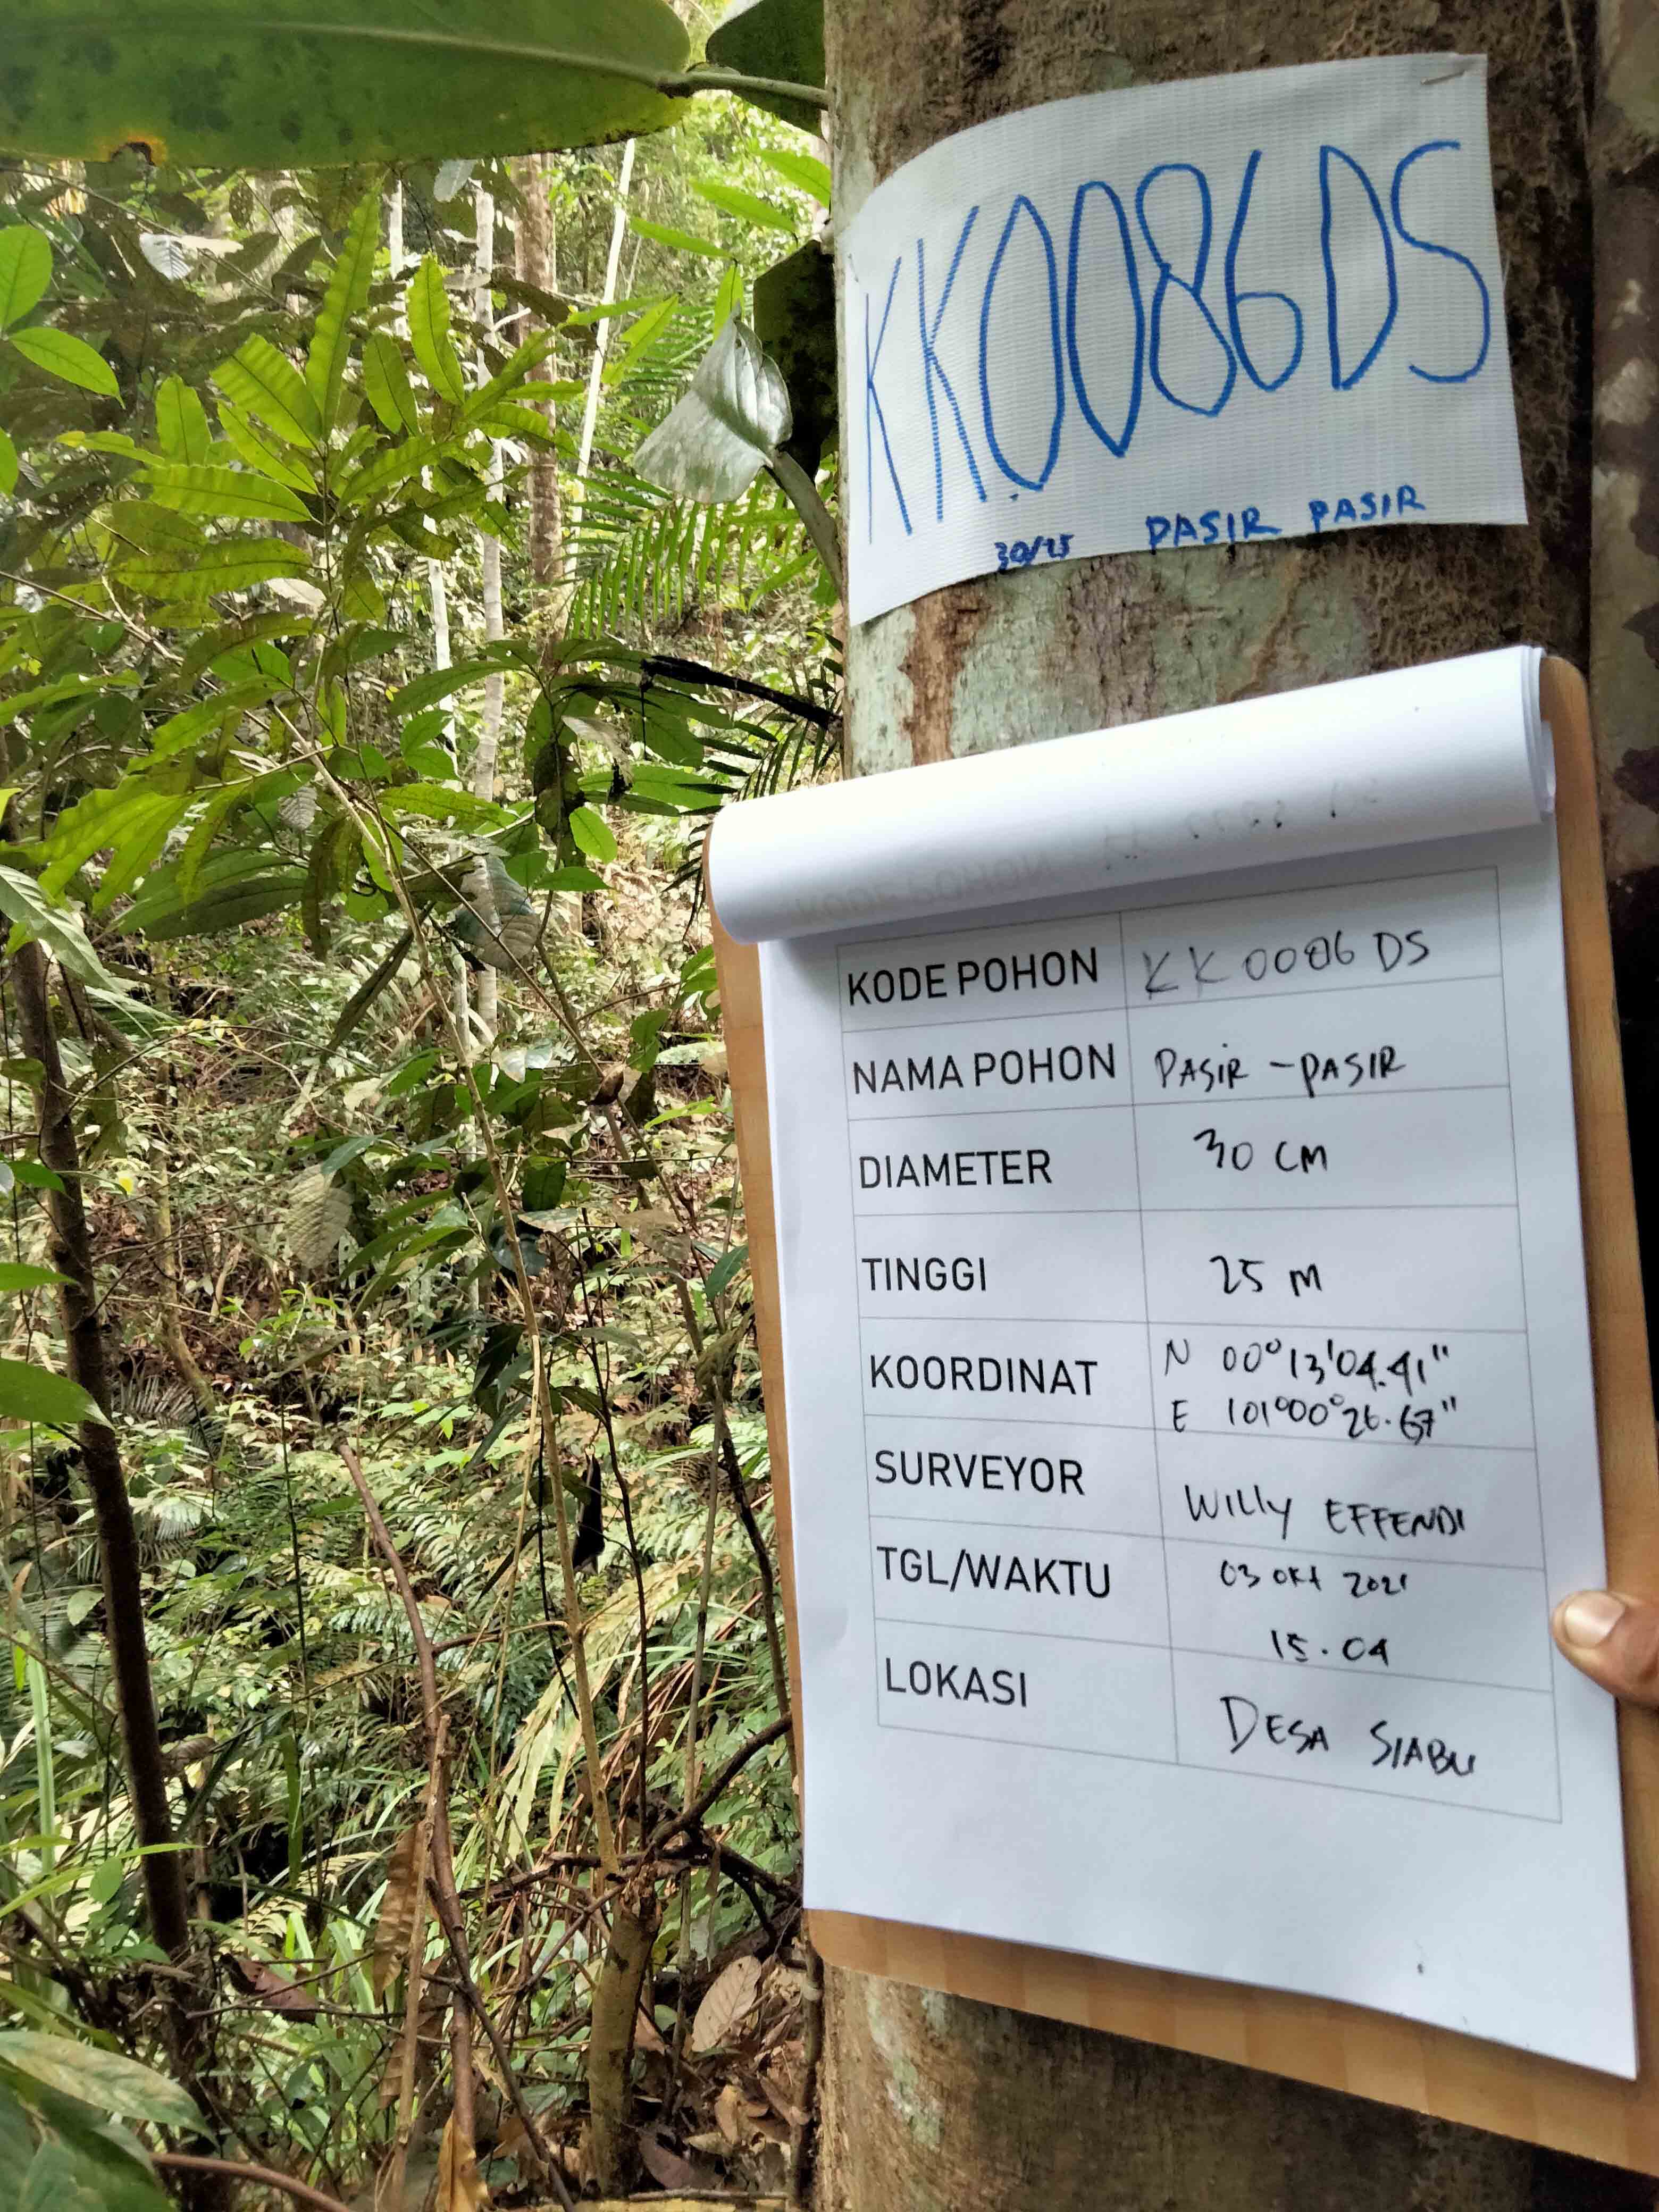 KK0086DS
30/25 PASIR PASIR
KODE POHON KK0086 DS
NAMA POHON PASIR - PASIR
DIAMETER 30 CM
TINGGI 25 M
KOORDINAT N 00°13'04.41"
E 101°00°26.67"
SURVEYOR WILLY EFFENDI
TGL/WAKTU 03 OKT 2021
15.04
LOKASI DESA SIABU